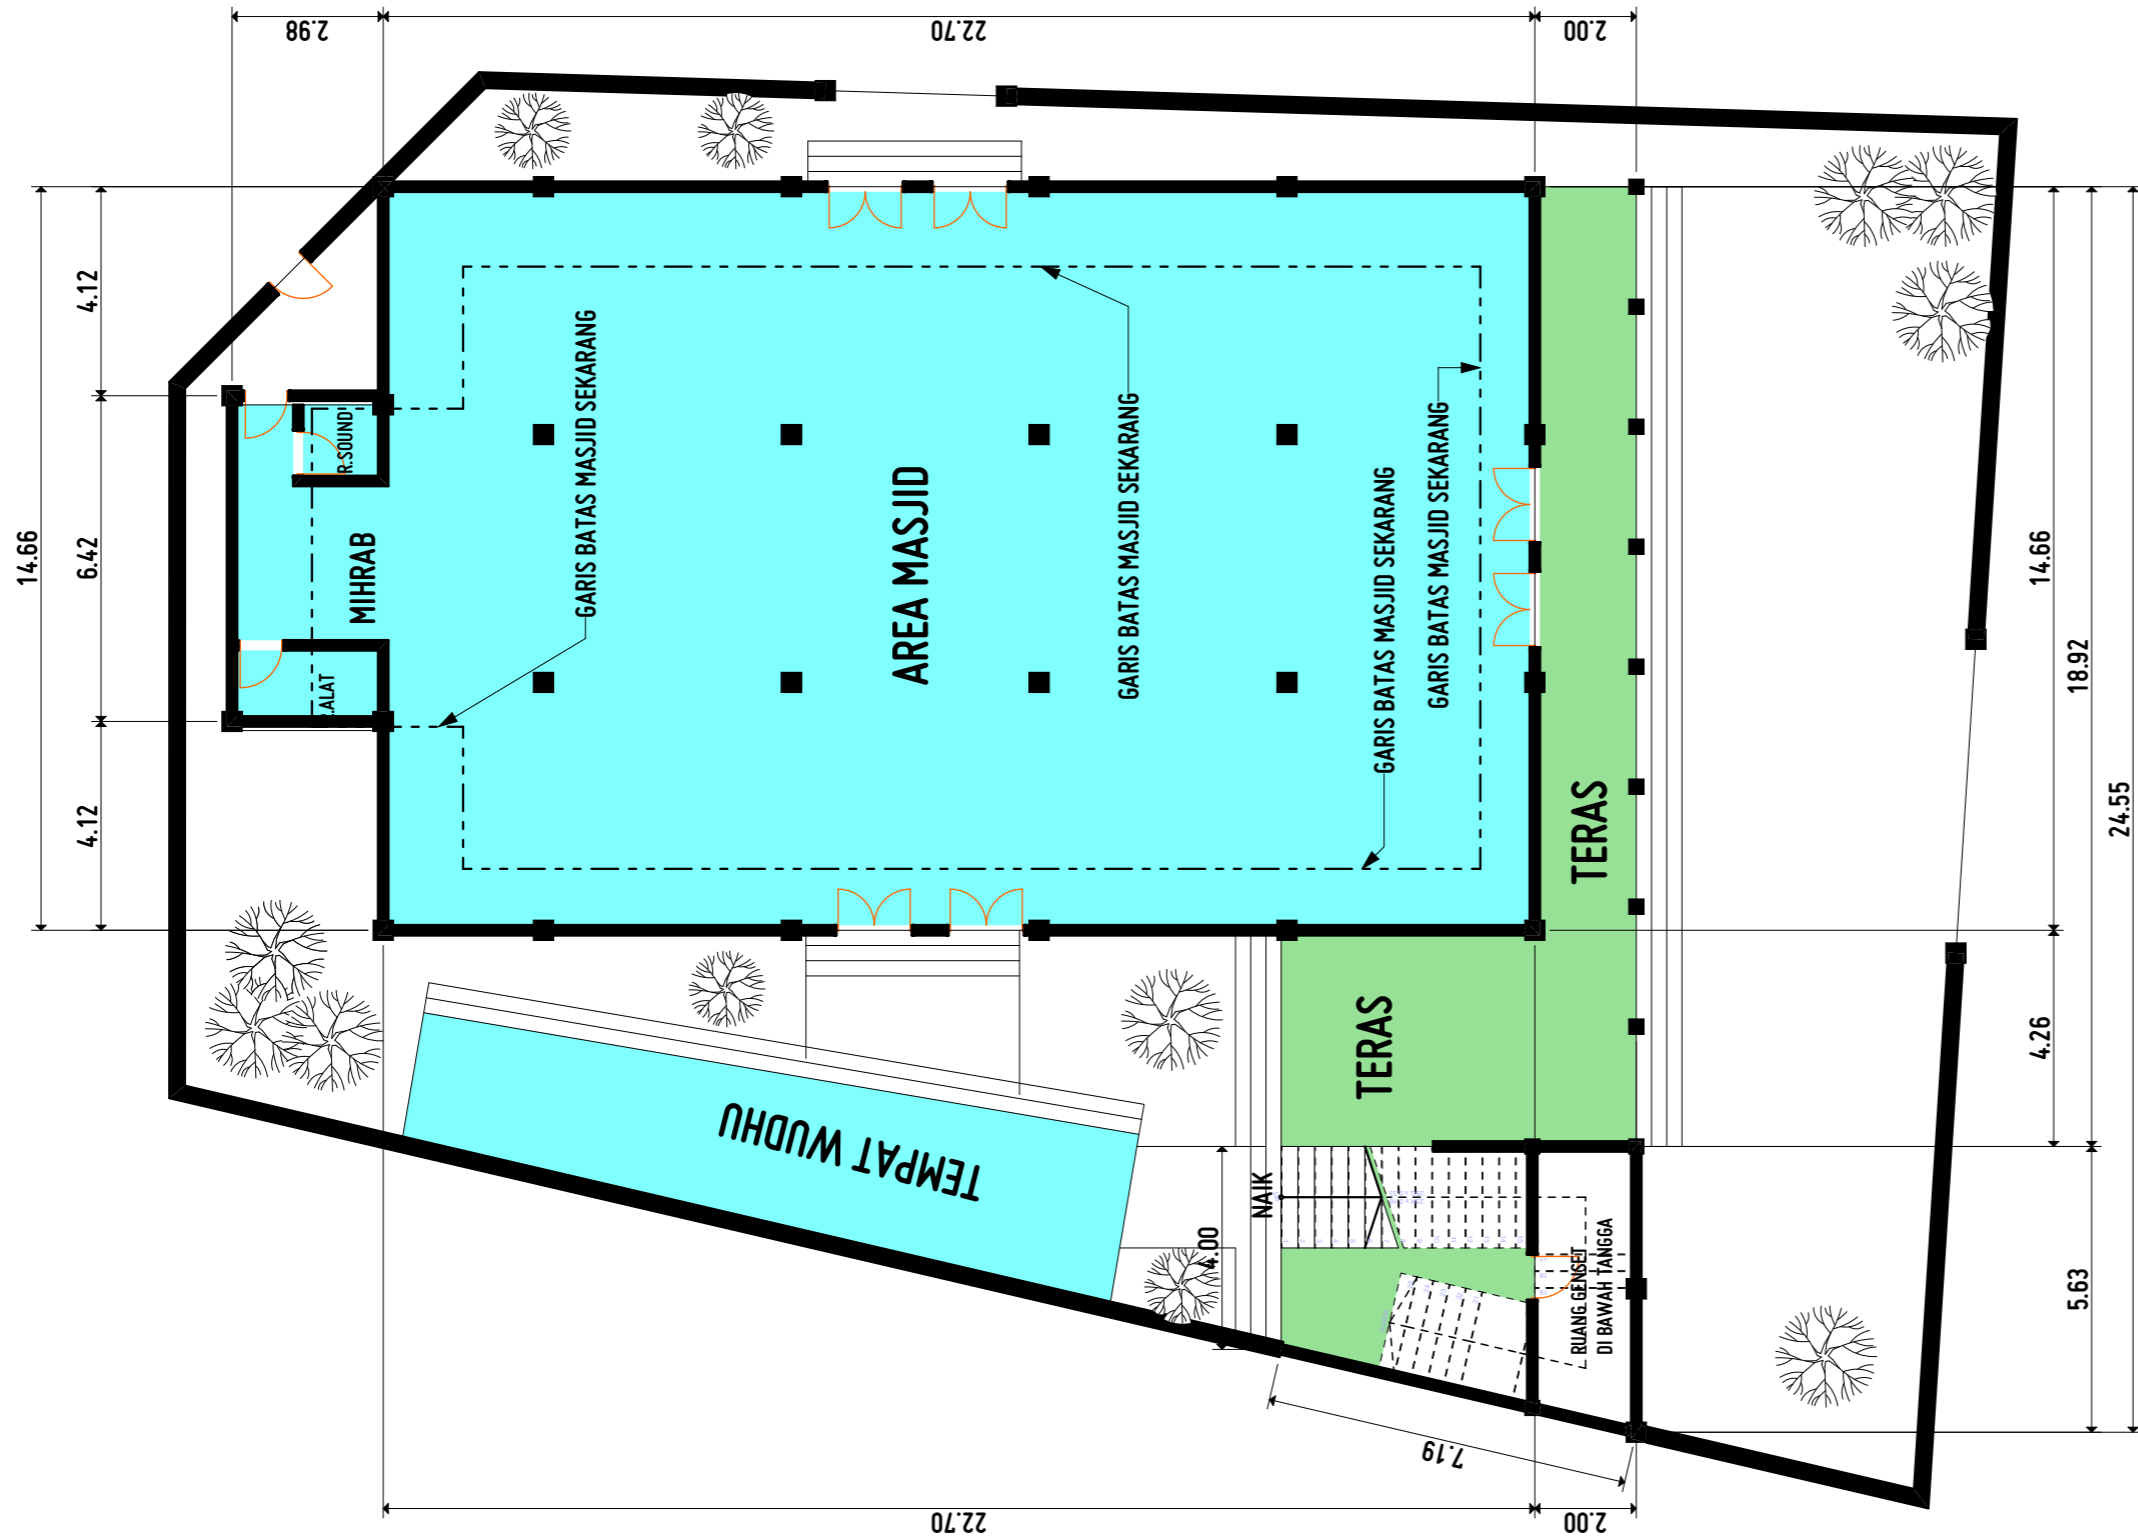 2.98
22.70
2.00
14.66
4.12
6.42
4.12
R.SOUND
MIHRAB
.ALAT
GARIS BATAS MASJID SEKARANG
AREA MASJID
GARIS BATAS MASJID SEKARANG
GARIS BATAS MASJID SEKARANG
GARIS BATAS MASJID SEKARANG
TERAS
TERAS
TEMPAT WUDHU
NAIK
4.00
RUANG GENSET
DI BAWAH TANGGA
7.19
14.66
4.26
18.92
5.63
24.55
22.70
2.00